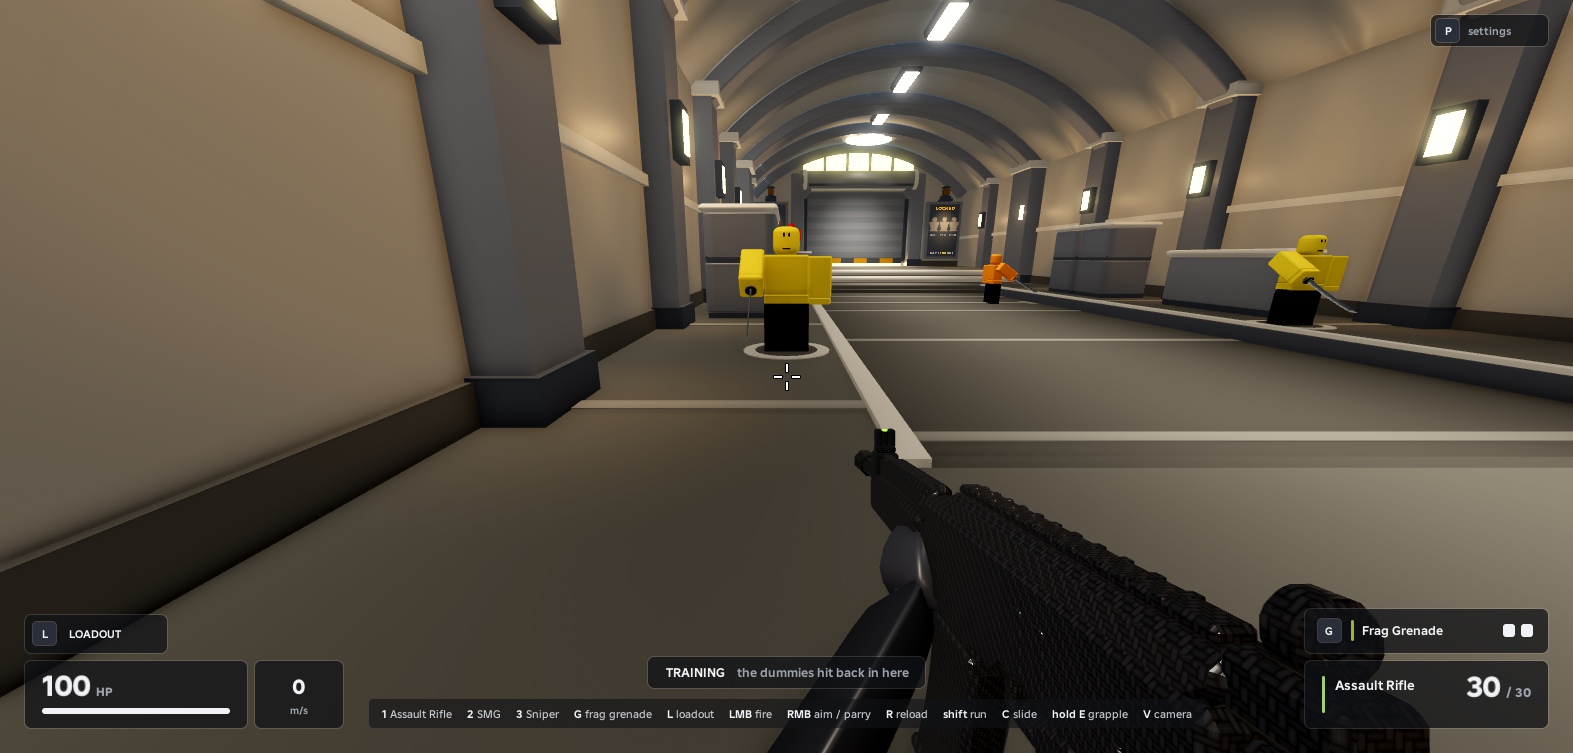 P settings
LOCKED
L LOADOUT
100 HP
0
m/s
TRAINING the dummies hit back in here
1 Assault Rifle 2 SMG 3 Sniper G frag grenade L loadout LMB fire RMB aim / parry R reload shift run C slide hold E grapple V camera
G Frag Grenade
Assault Rifle 30 / 30